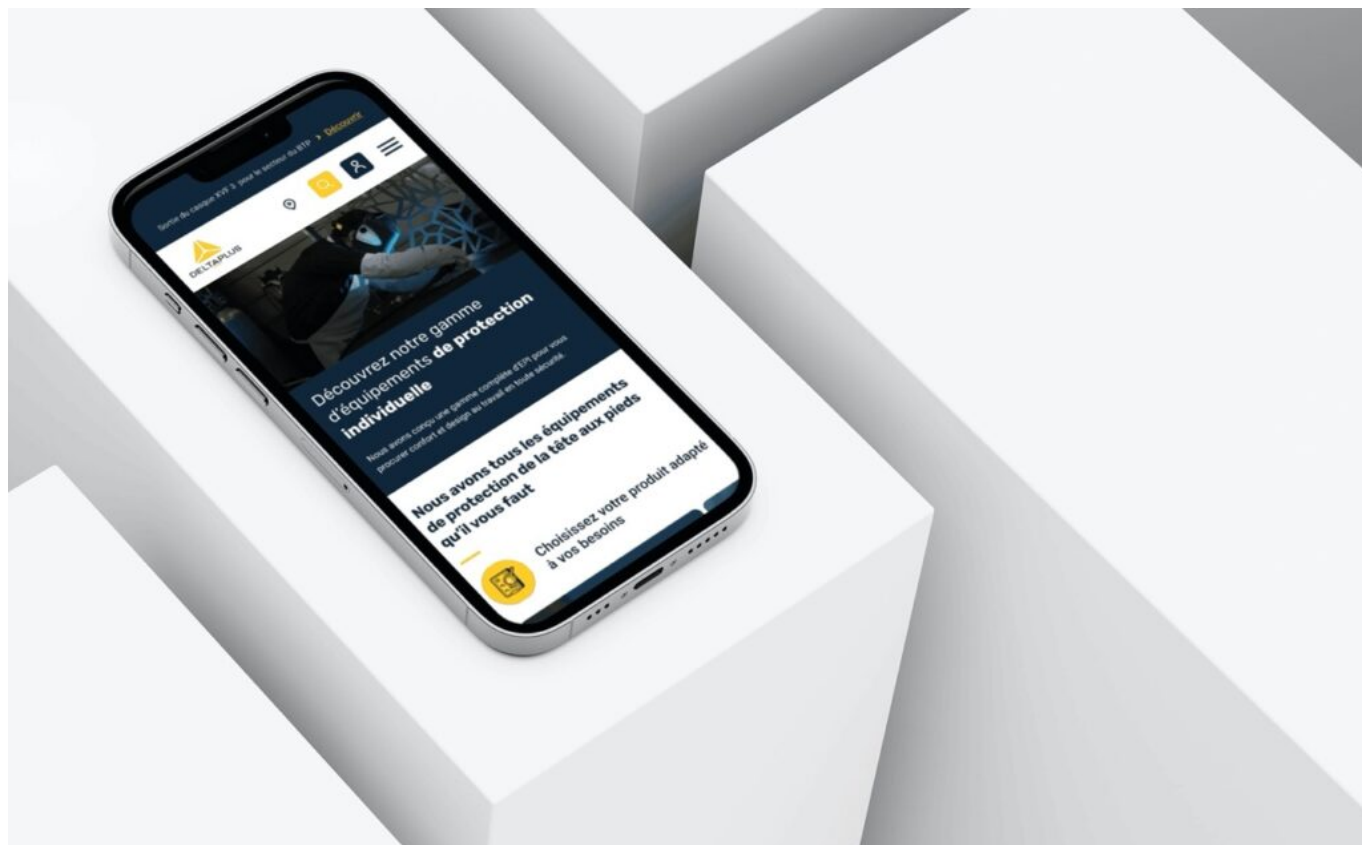 Sortie du casque XVF 3 pour le secteur du BTP > Découvrir
DELTAPLUS
Découvrez notre gamme
d'équipements de protection
individuelle
Nous avons conçu une gamme complète d'EPI pour vous
procurer confort et design au travail en toute sécurité.
Nous avons tous les équipements
de protection de la tête aux pieds
qu'il vous faut
Choisissez votre produit adapté
à vos besoins